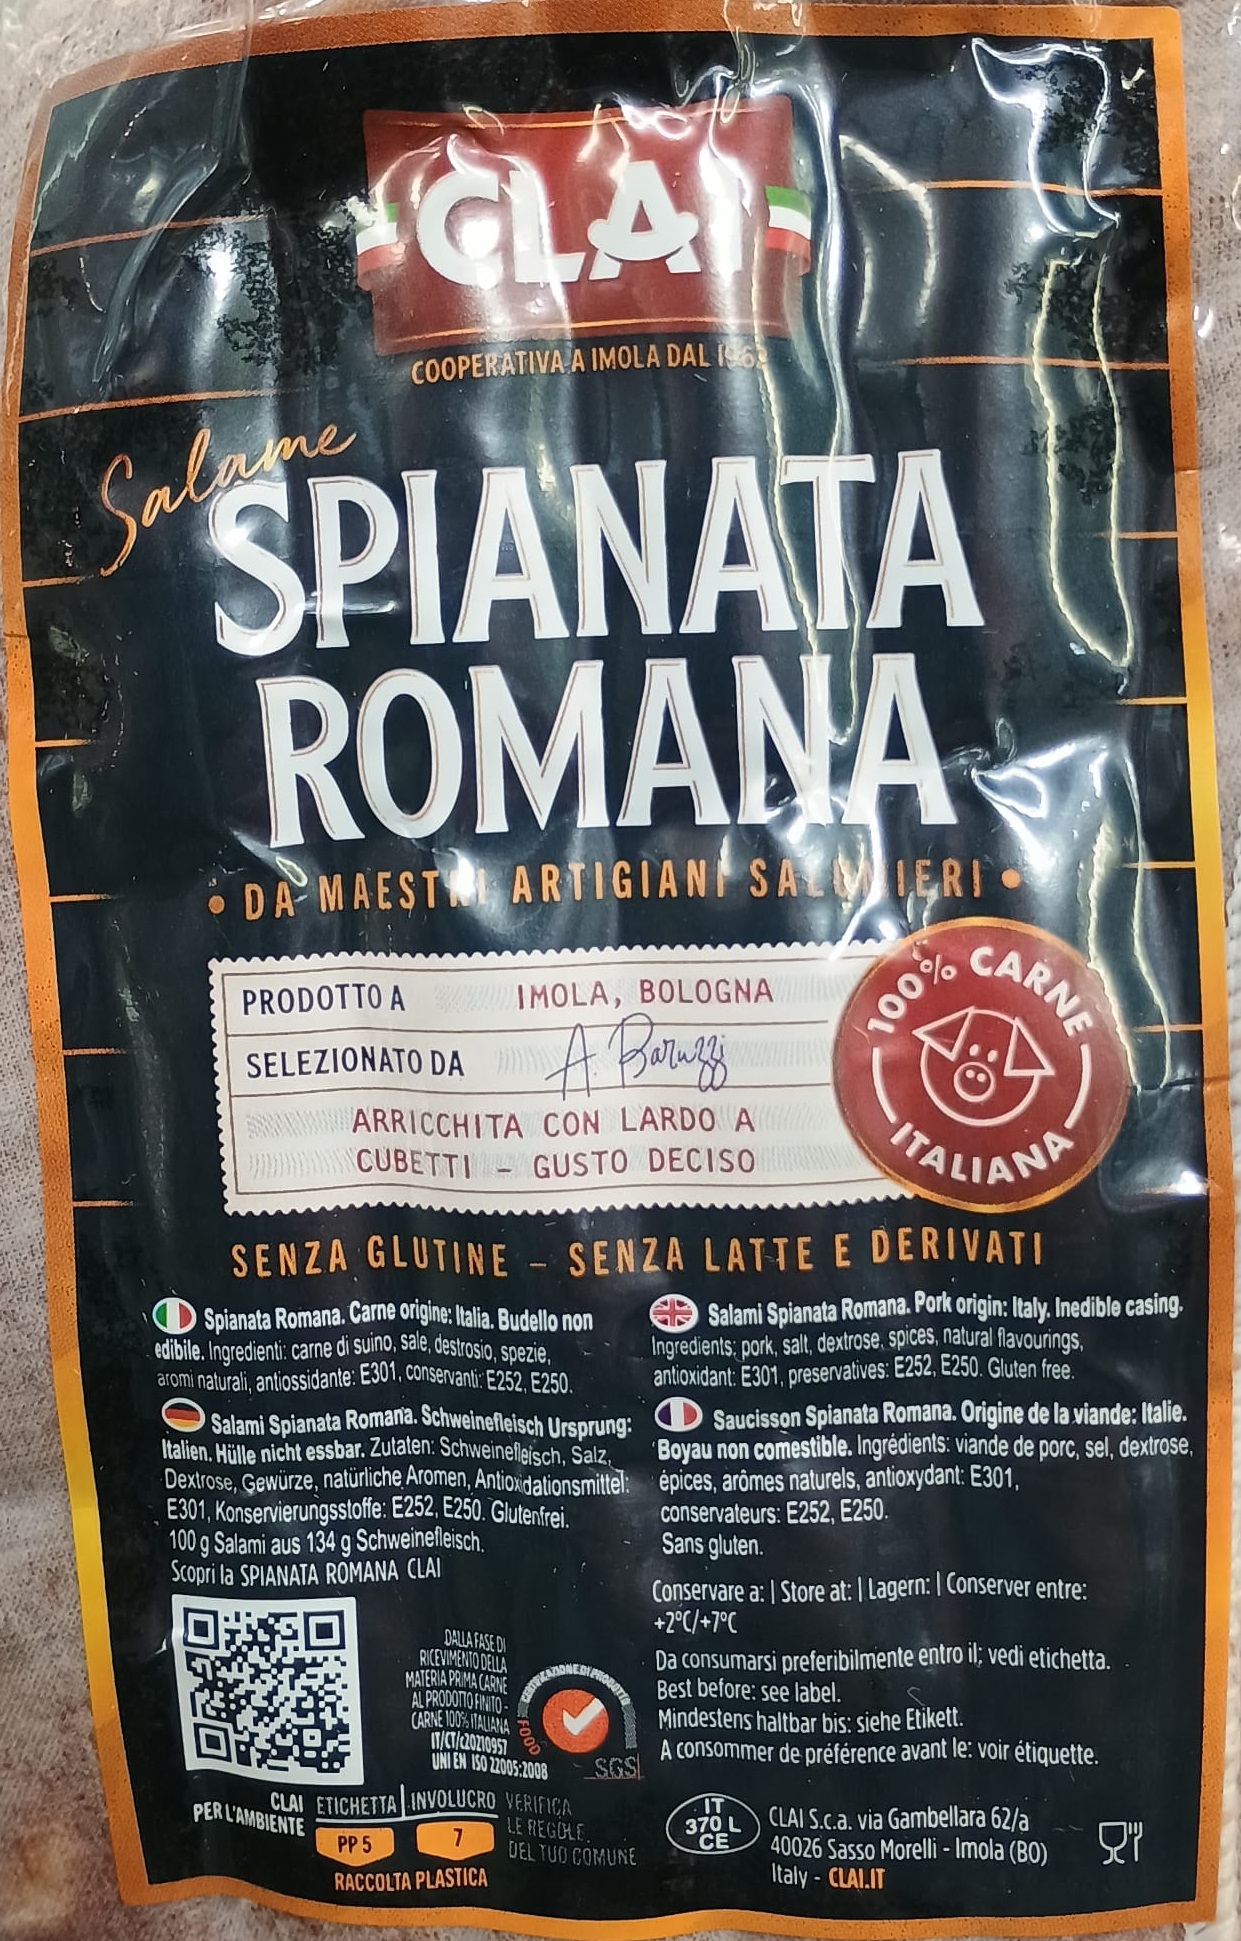 CLAI
COOPERATIVA A IMOLA DAL 196
Salame
SPIANATA
ROMANA
• DA MAESTRI ARTIGIANI SALUMIERI •
PRODOTTO A IMOLA, BOLOGNA
SELEZIONATO DA A Baruzzi
ARRICCHITA CON LARDO A
CUBETTI - GUSTO DECISO
100% CARNE
ITALIANA
SENZA GLUTINE - SENZA LATTE E DERIVATI
Spianata Romana. Carne origine: Italia. Budello non
edibile. Ingredienti: carne di suino, sale, destrosio, spezie,
aromi naturali, antiossidante: E301, conservanti: E252, E250.
Salami Spianata Romana. Pork origin: Italy. Inedible casing.
Ingredients: pork, salt, dextrose, spices, natural flavourings,
antioxidant: E301, preservatives: E252, E250. Gluten free.
Salami Spianata Romana. Schweinefleisch Ursprung:
Italien. Hülle nicht essbar. Zutaten: Schweinefleisch, Salz,
Dextrose, Gewürze, natürliche Aromen, Antioxidationsmittel:
E301, Konservierungsstoffe: E252, E250. Glutenfrei.
100 g Salami aus 134 g Schweinefleisch.
Saucisson Spianata Romana. Origine de la viande: Italie.
Boyau non comestible. Ingrédients: viande de porc, sel, dextrose,
épices, arômes naturels, antioxydant: E301,
conservateurs: E252, E250.
Sans gluten.
Scopri la SPIANATA ROMANA CLAI
DALLA FASE DI
RICEVIMENTO DELLA
MATERIA PRIMA CARNE
AL PRODOTTO FINITO -
CARNE 100% ITALIANA
IT/CT/C20210957
UNI EN ISO 22005:2008
CERTIFICAZIONE DI PRODOTTO
FOOD
SGS
Conservare a: | Store at: | Lagern: | Conserver entre:
+2°C/+7°C
Da consumarsi preferibilmente entro il: vedi etichetta.
Best before: see label.
Mindestens haltbar bis: siehe Etikett.
A consommer de préférence avant le: voir étiquette.
CLAI
PER L'AMBIENTE
ETICHETTA
PP 5
INVOLUCRO
7
RACCOLTA PLASTICA
VERIFICA
LE REGOLE
DEL TUO COMUNE
IT
370 L
CE
CLAI S.c.a. via Gambellara 62/a
40026 Sasso Morelli - Imola (BO)
Italy - CLAI.IT